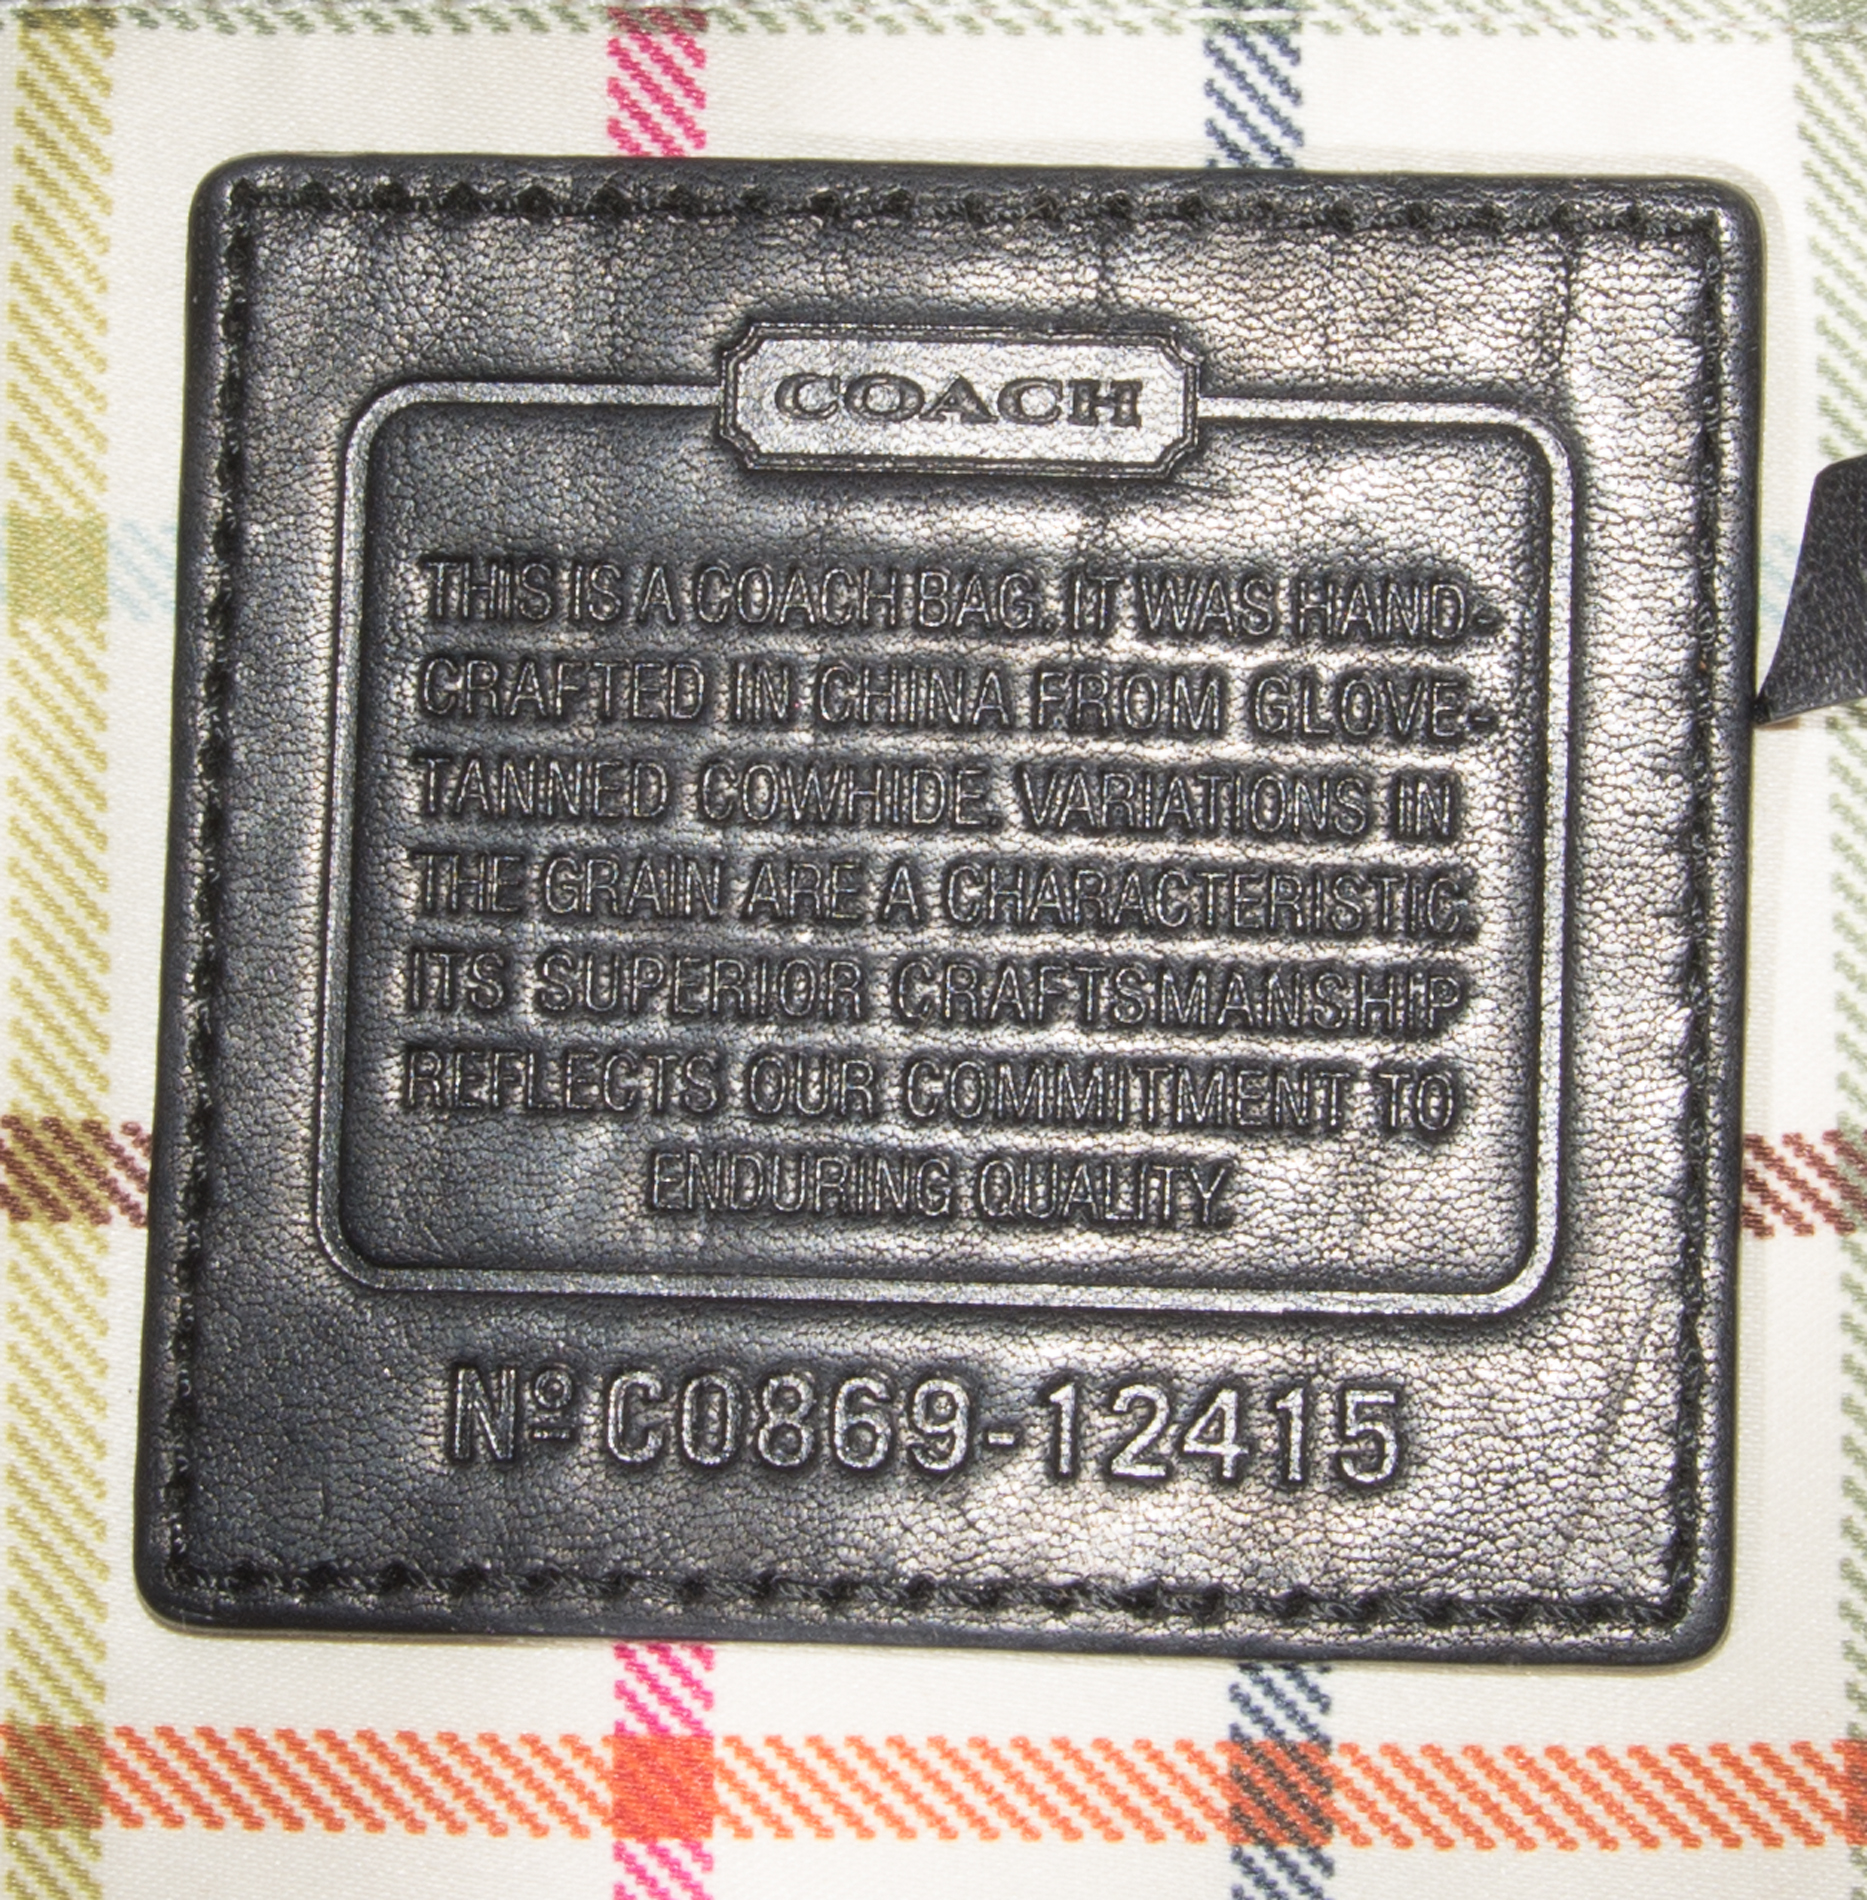 COACH
THIS IS A COACH BAG. IT WAS HAND-
CRAFTED IN CHINA FROM GLOVE-
TANNED COWHIDE. VARIATIONS IN
THE GRAIN ARE A CHARACTERISTIC.
ITS SUPERIOR CRAFTSMANSHIP
REFLECTS OUR COMMITMENT TO
ENDURING QUALITY.
Nº C0869-12415